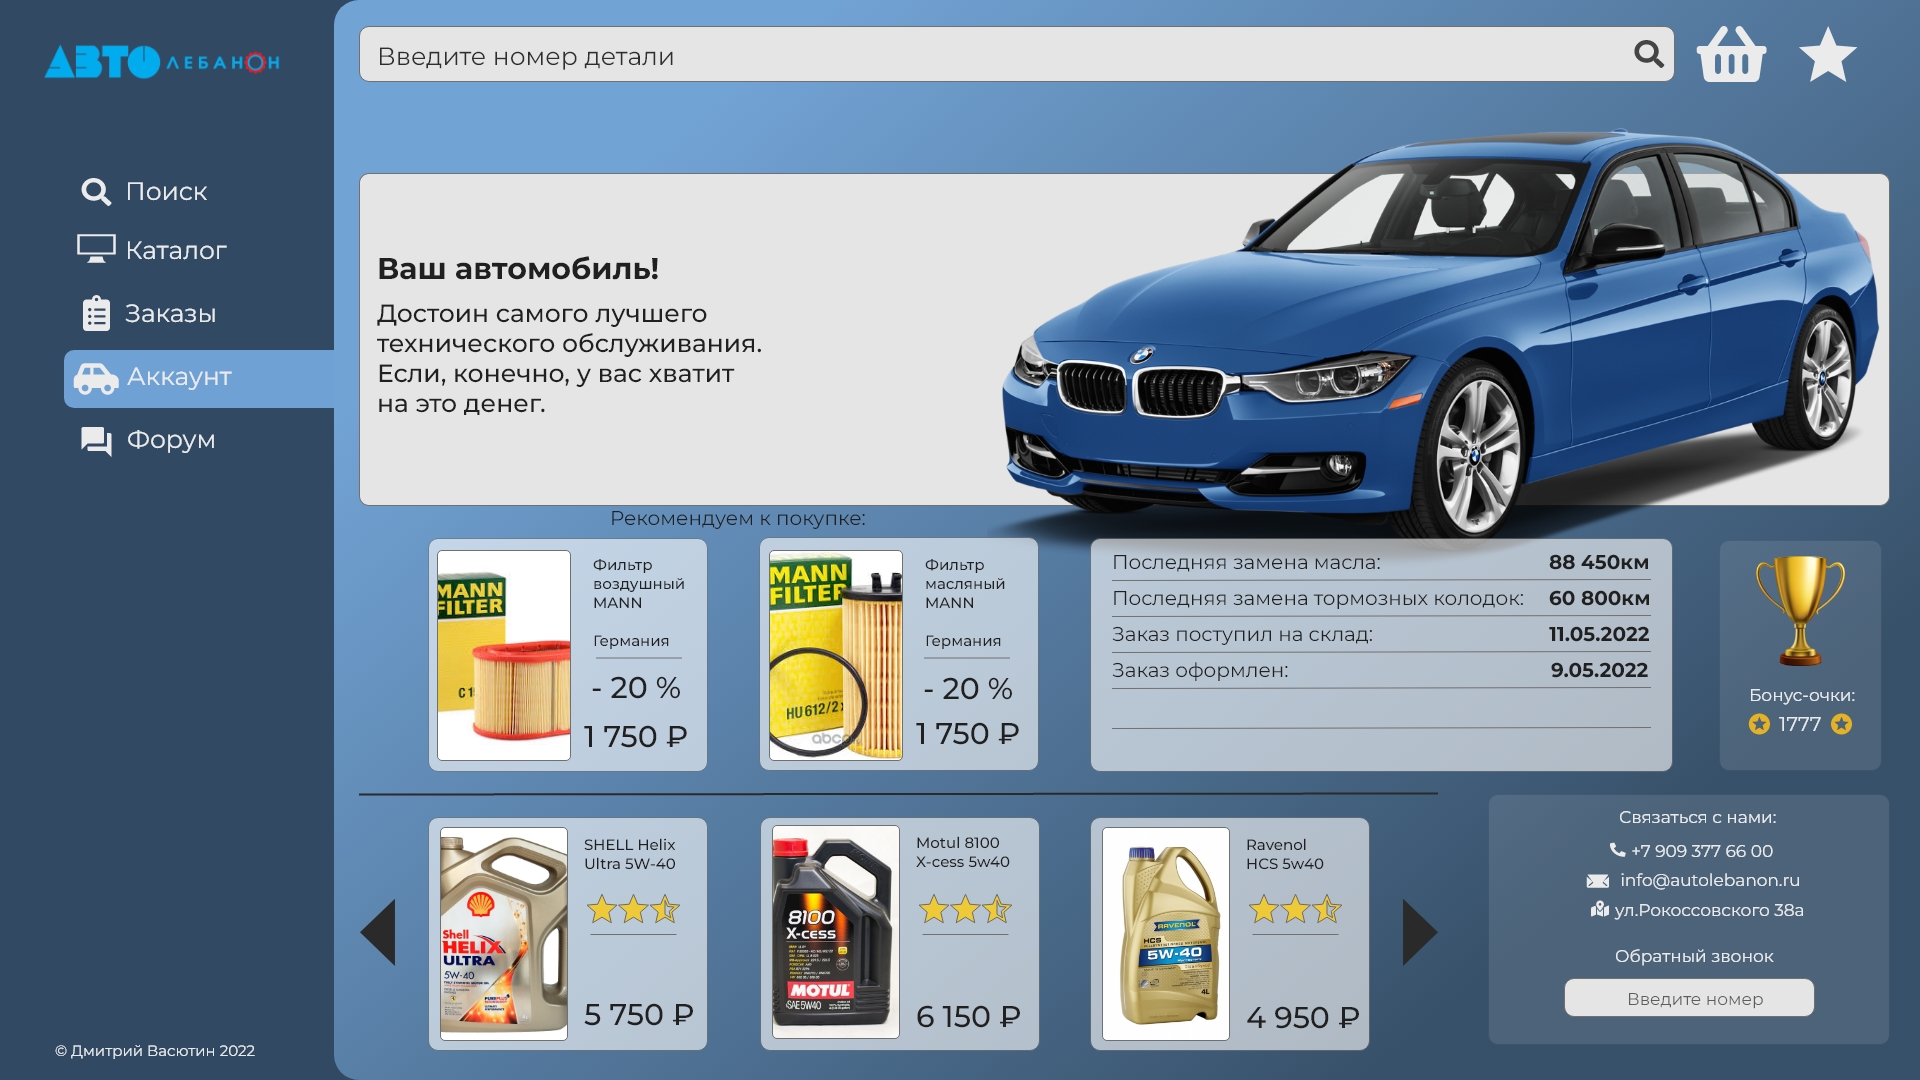 АВТО ЛЕБАНОН
Введите номер детали
Поиск
Каталог
Заказы
Аккаунт
Форум
Ваш автомобиль!
Достоин самого лучшего
технического обслуживания.
Если, конечно, у вас хватит
на это денег.
Рекомендуем к покупке:
MANN
FILTER
Фильтр
воздушный
MANN
Германия
- 20 %
1 750 ₽
MANN
FILTER
HU 612/2 x
Фильтр
масляный
MANN
Германия
- 20 %
1 750 ₽
Последняя замена масла: 88 450км
Последняя замена тормозных колодок: 60 800км
Заказ поступил на склад: 11.05.2022
Заказ оформлен: 9.05.2022
Бонус-очки:
1777
Shell
HELIX
ULTRA
5W-40
SHELL Helix
Ultra 5W-40
5 750 ₽
8100
X-cess
MOTUL
SAE 5W40
Motul 8100
X-cess 5w40
6 150 ₽
RAVENOL
HCS
5W-40
4L
Ravenol
HCS 5w40
4 950 ₽
Связаться с нами:
+7 909 377 66 00
info@autolebanon.ru
ул.Рокоссовского 38а
Обратный звонок
Введите номер
© Дмитрий Васютин 2022